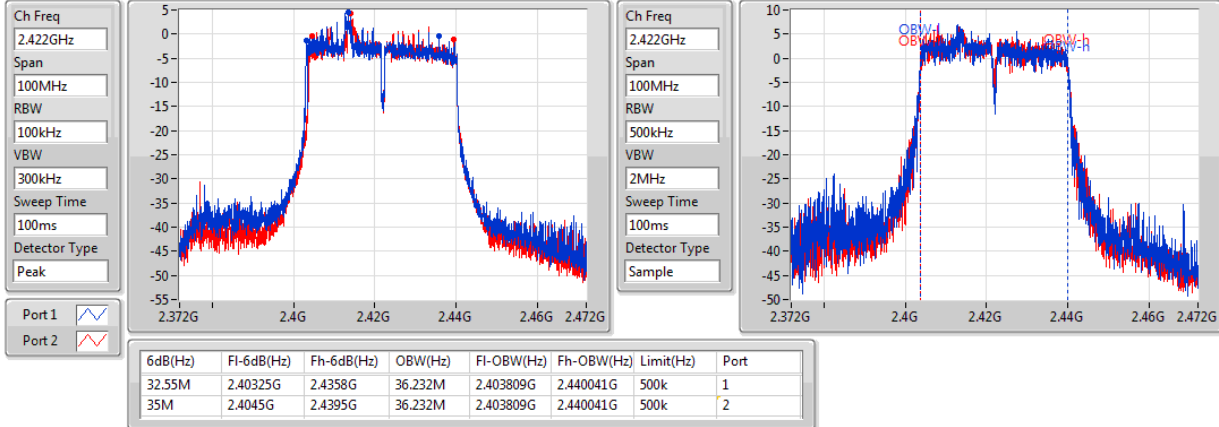 Ch Freq
2.422GHz
Span
100MHz
RBW
100kHz
VBW
300kHz
Sweep Time
100ms
Detector Type
Peak
Port 1
Port 2
5-
0-
-5-
-10-
-15-
-20-
-25-
-30-
-35-
-40-
-45-
-50-
-55-
2.372G 2.4G 2.42G 2.44G 2.46G 2.472G
Ch Freq
2.422GHz
Span
100MHz
RBW
500kHz
VBW
2MHz
Sweep Time
100ms
Detector Type
Sample
10-
5-
0-
-5-
-10-
-15-
-20-
-25-
-30-
-35-
-40-
-45-
-50-
OBW-h
2.372G 2.4G 2.42G 2.44G 2.46G 2.472G
6dB(Hz) Fl-6dB(Hz) Fh-6dB(Hz) OBW(Hz) Fl-OBW(Hz) Fh-OBW(Hz) Limit(Hz) Port
32.55M 2.40325G 2.4358G 36.232M 2.403809G 2.440041G 500k 1
35M 2.4045G 2.4395G 36.232M 2.403809G 2.440041G 500k 2